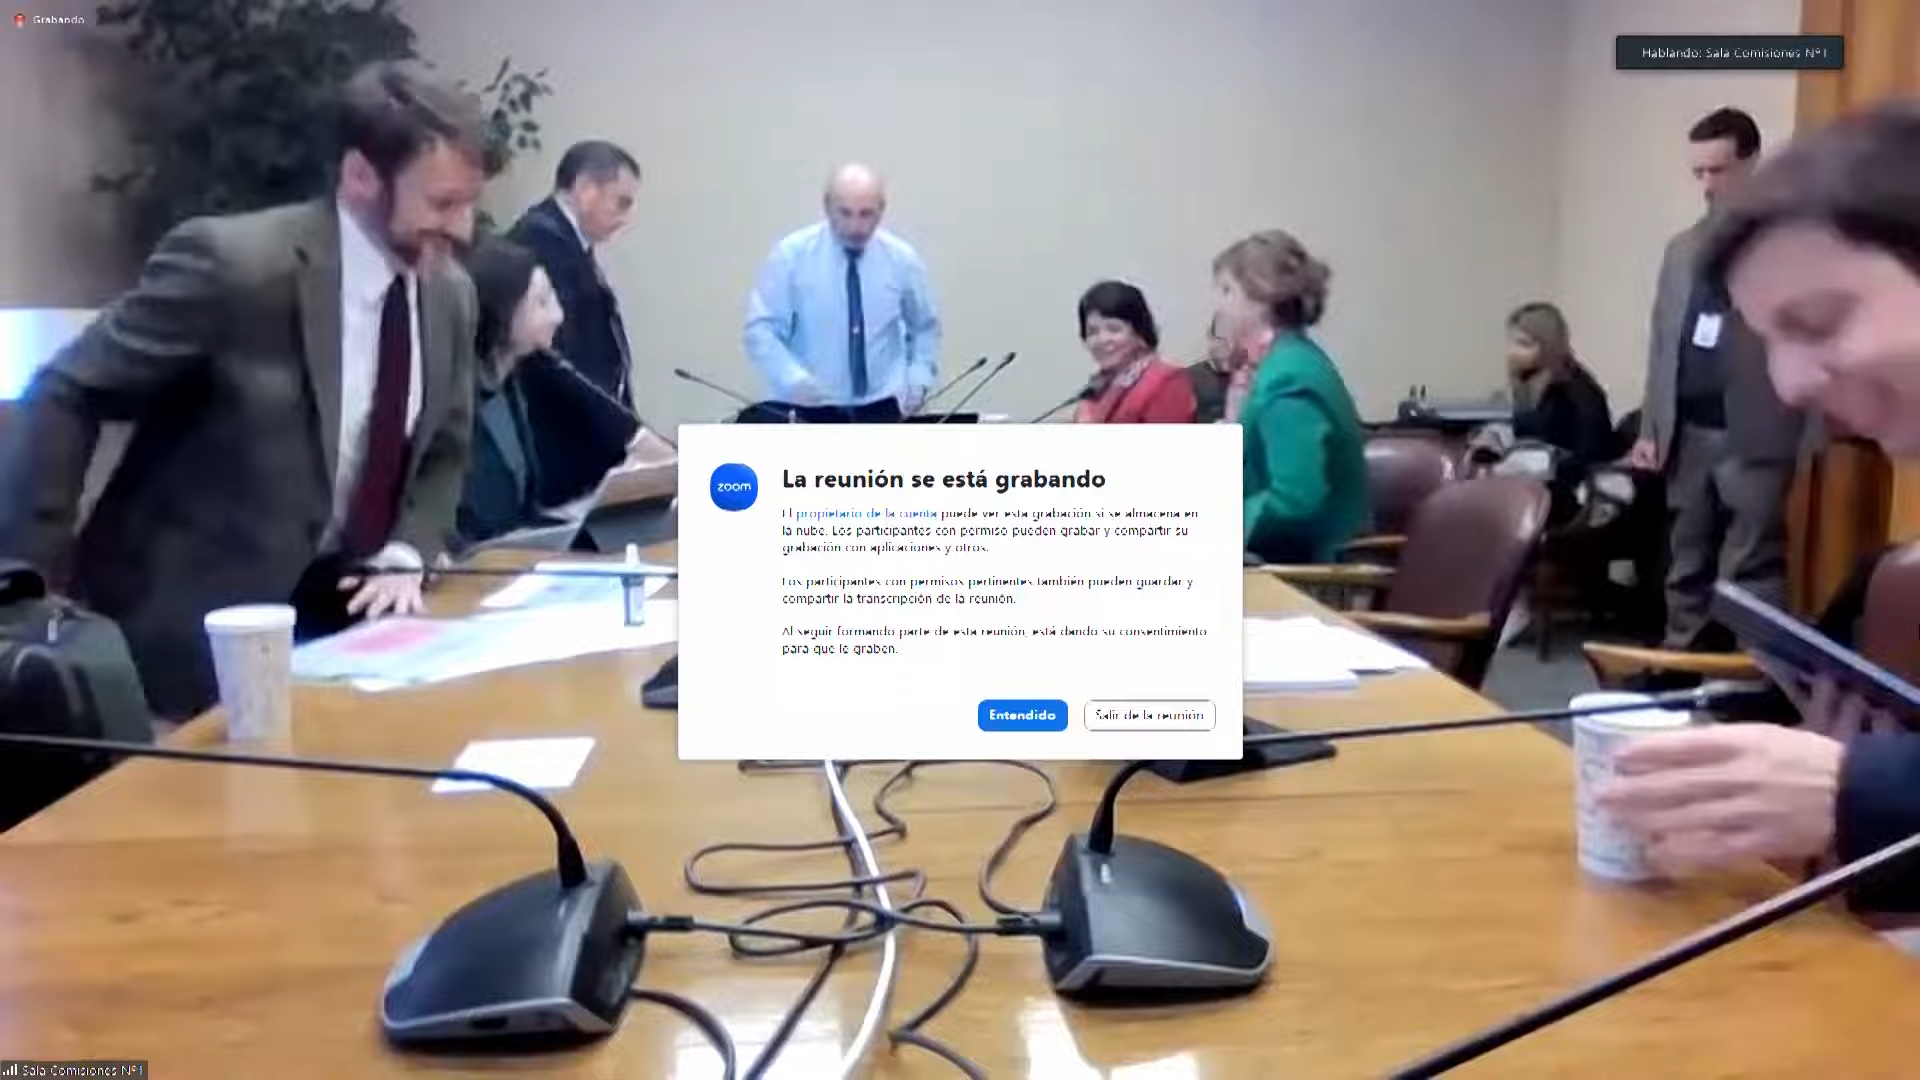 Grabando
Hablando: Sala Comisiones Nº1
zoom
La reunión se está grabando
El propietario de la cuenta puede ver esta grabación si se almacena en
la nube. Los participantes con permiso pueden grabar y compartir su
grabación con aplicaciones y otros.
Los participantes con permisos pertinentes también pueden guardar y
compartir la transcripción de la reunión.
Al seguir formando parte de esta reunión, está dando su consentimiento
para que le graben.
Entendido
Salir de la reunión
Sala Comisiones Nº1